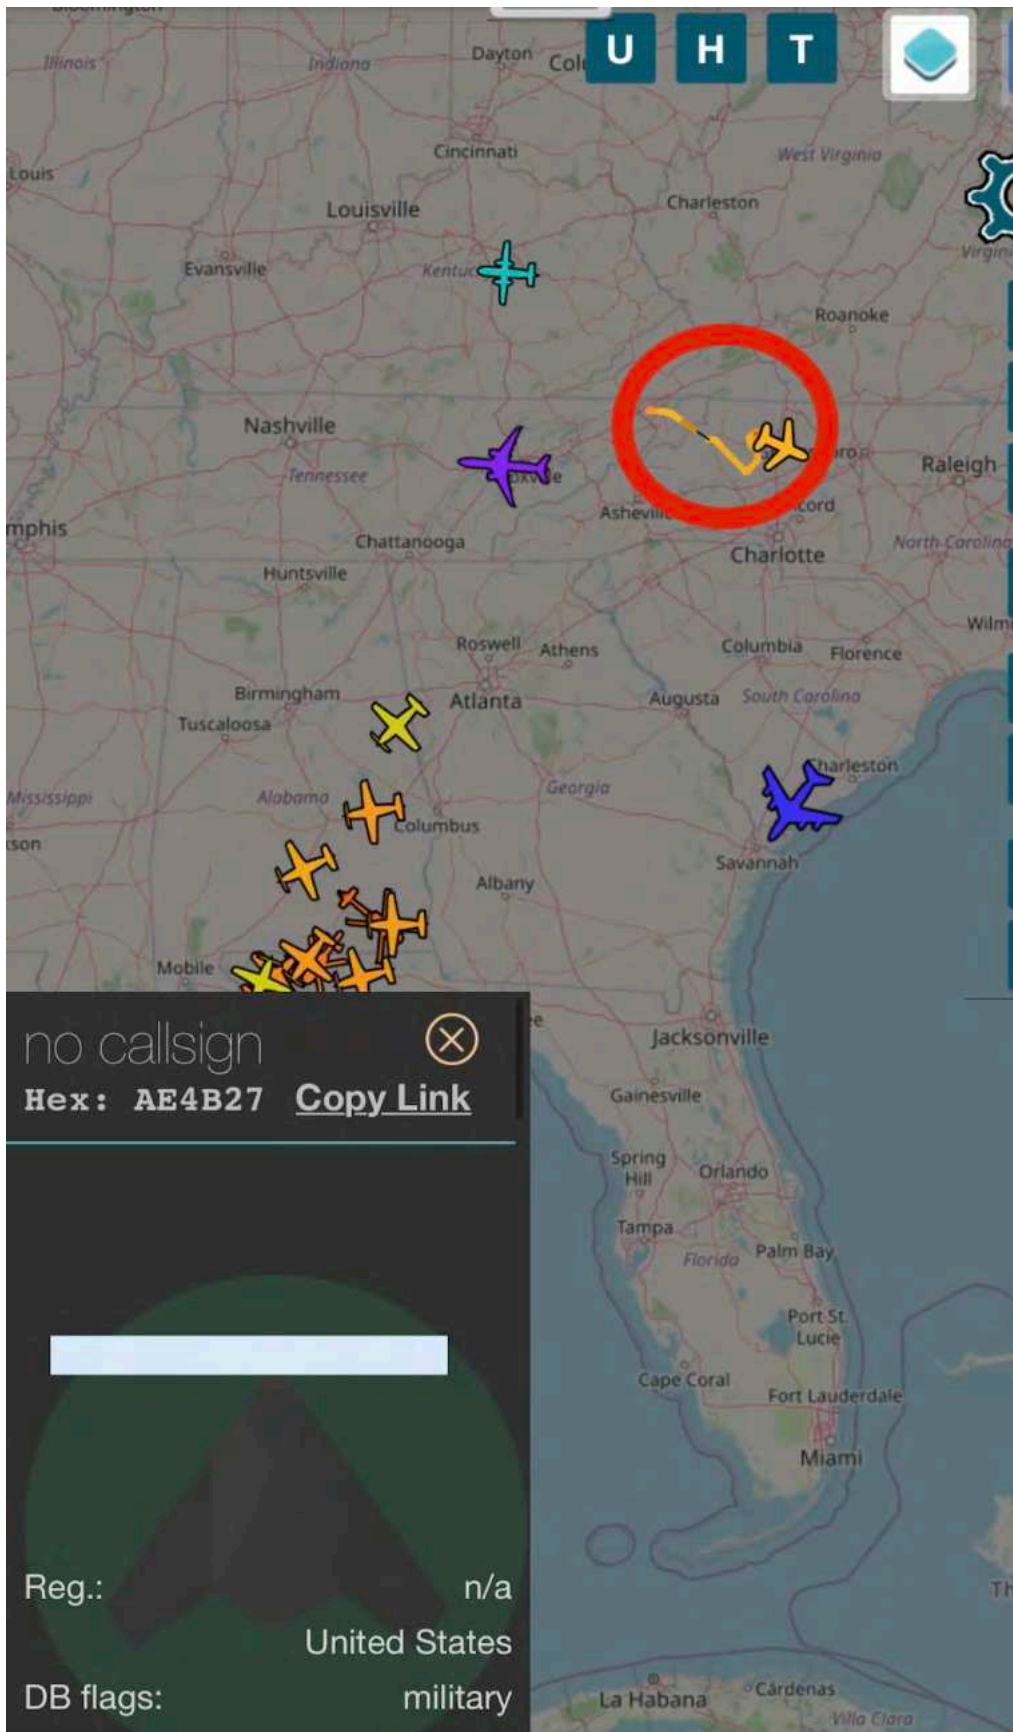 Illinois
Indiana
Dayton
U H T
Cincinnati
West Virginia
Louis
Louisville
Charleston
Evansville
Roanoke
Nashville
Tennessee
Raleigh
Asheville
mphis
Chattanooga
Charlotte
North Carolina
Huntsville
Roswell
Athens
Columbia
Florence
Birmingham
Atlanta
Augusta
South Carolina
Tuscaloosa
Charleston
Mississippi
Alabama
Georgia
Columbus
Savannah
Albany
Mobile
Jacksonville
Gainesville
Spring
Hill
Orlando
Tampa
Florida
Palm Bay
Port St.
Lucie
Cape Coral
Fort Lauderdale
Miami
no callsign
Hex: AE4B27 Copy Link
Reg.: n/a
United States
DB flags: military
La Habana
Cárdenas
Villa Clara